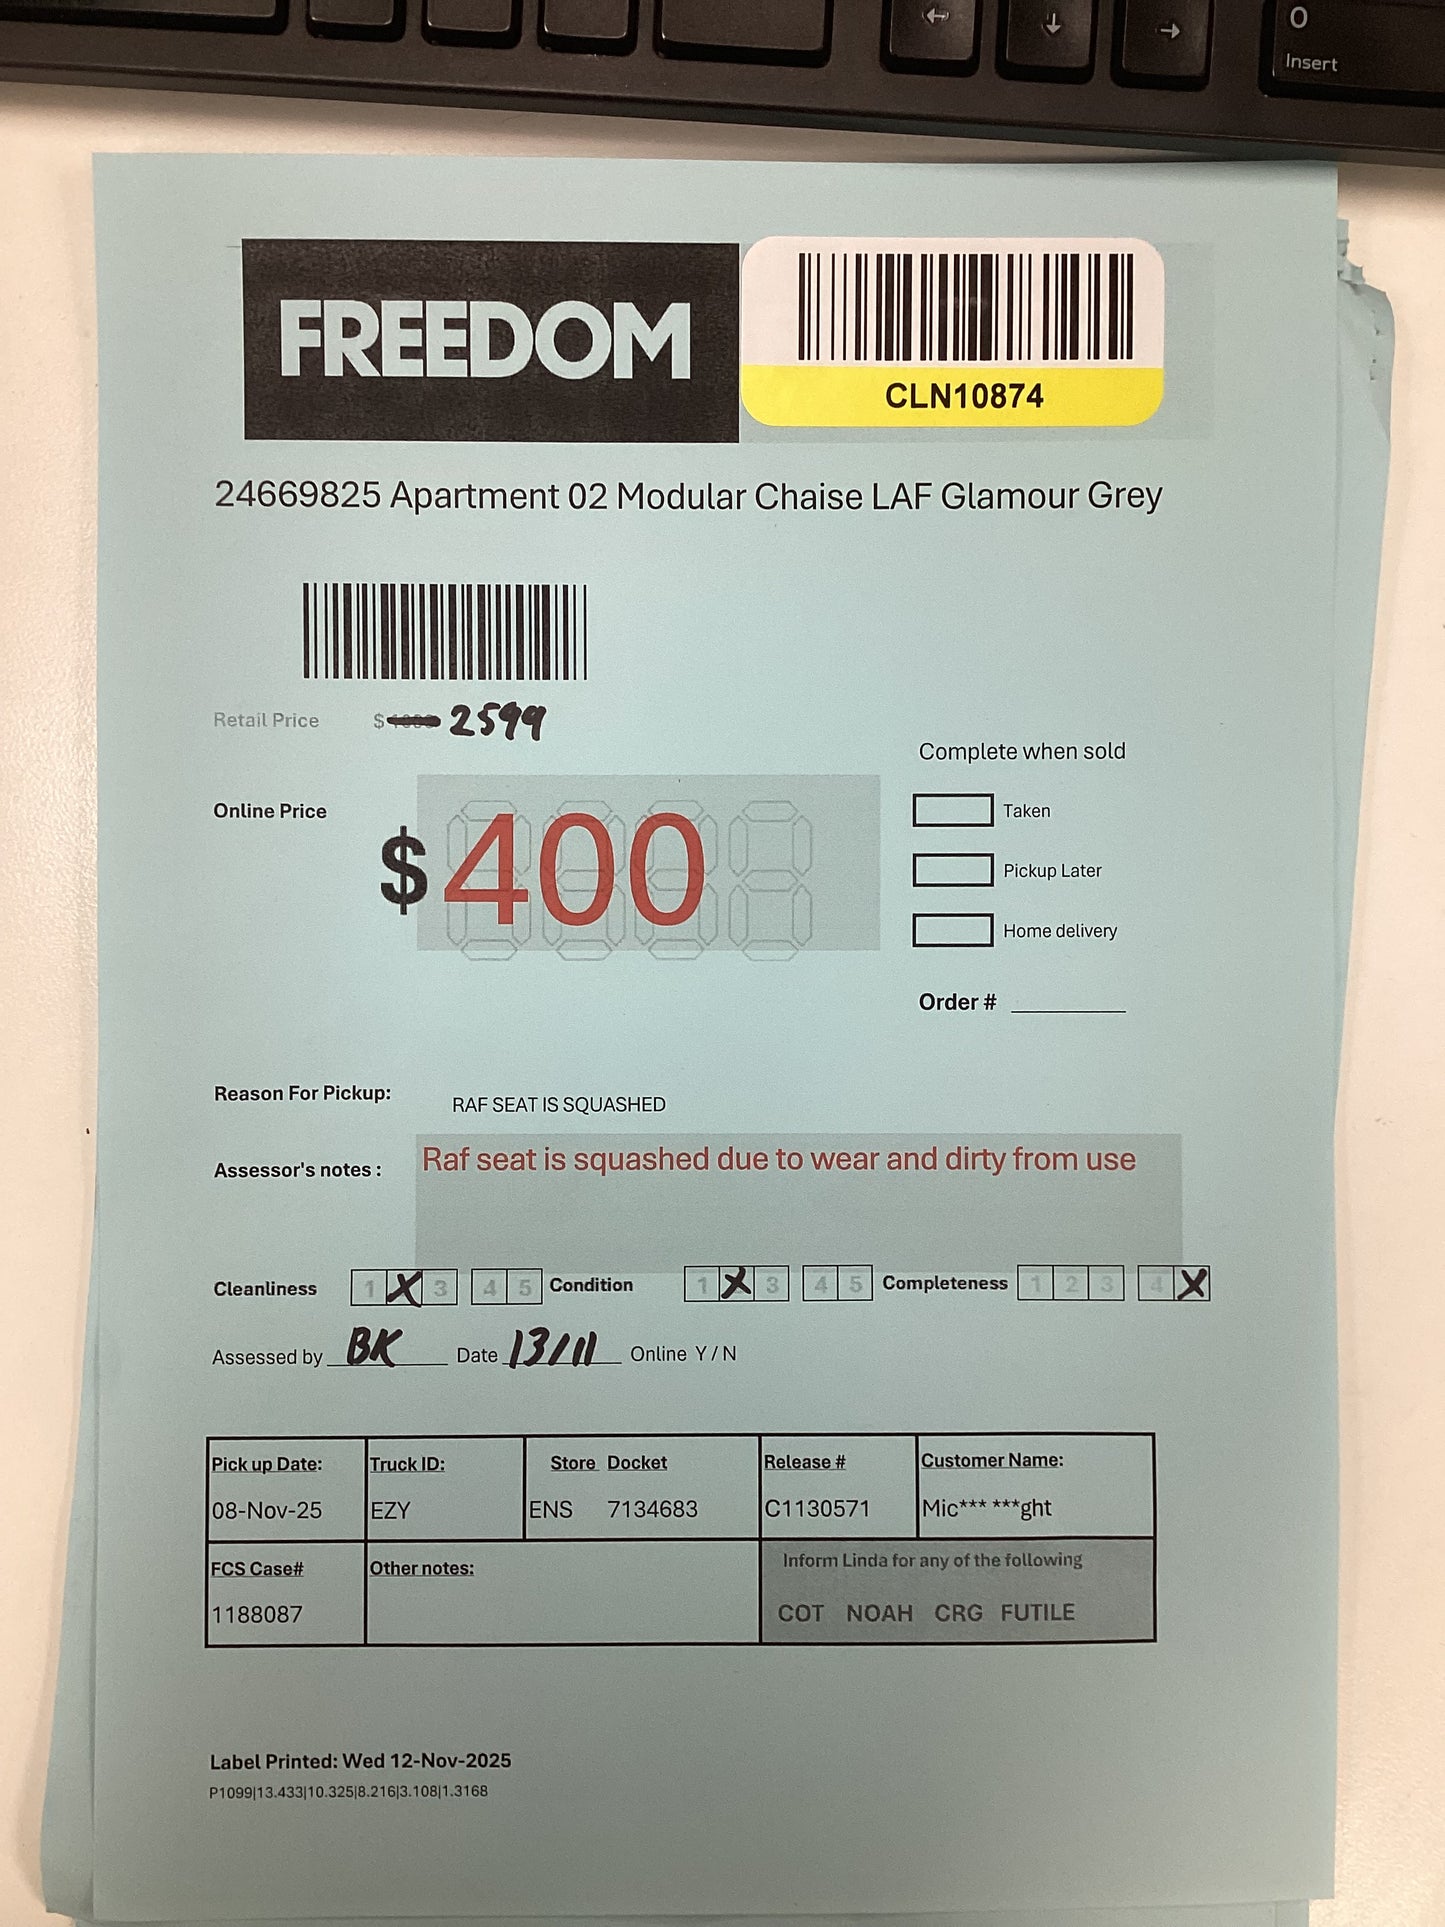 Insert
0
FREEDOM
CLN10874
24669825 Apartment 02 Modular Chaise LAF Glamour Grey
Retail Price $ 2599
Complete when sold
Online Price
$400
Taken
Pickup Later
Home delivery
Order #
Reason For Pickup: RAF SEAT IS SQUASHED
Assessor's notes : Raf seat is squashed due to wear and dirty from use
Cleanliness 1 X 3 4 5 Condition 1 X 3 4 5 Completeness 1 2 3 4 X
Assessed by BK Date 13/11 Online Y / N
Pick up Date: Truck ID: Store Docket Release # Customer Name:
08-Nov-25 EZY ENS 7134683 C1130571 Mic*** ***ght
FCS Case# Other notes: Inform Linda for any of the following
1188087 COT NOAH CRG FUTILE
Label Printed: Wed 12-Nov-2025
P1099|13.433|10.325|8.216|3.108|1.3168